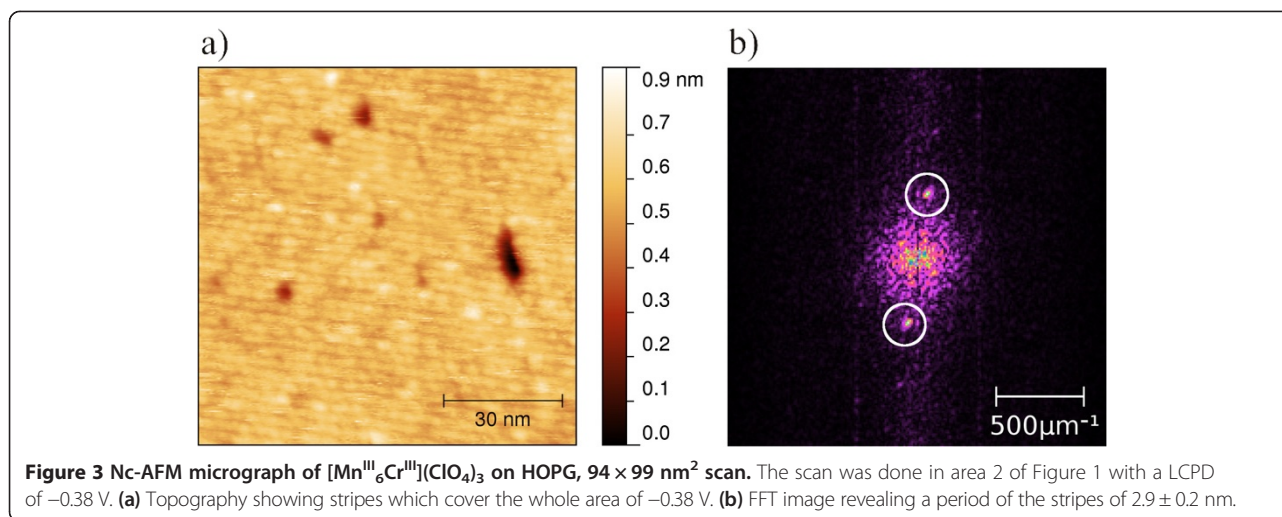 a)
b)
0.9 nm
0.7
0.6
0.5
0.4
0.3
0.2
0.1
0.0
30 nm
500µm⁻¹
Figure 3 Nc-AFM micrograph of [Mnᴵᴵᴵ₆Crᴵᴵᴵ](ClO₄)₃ on HOPG, 94 × 99 nm² scan. The scan was done in area 2 of Figure 1 with a LCPD
of −0.38 V. (a) Topography showing stripes which cover the whole area of −0.38 V. (b) FFT image revealing a period of the stripes of 2.9 ± 0.2 nm.